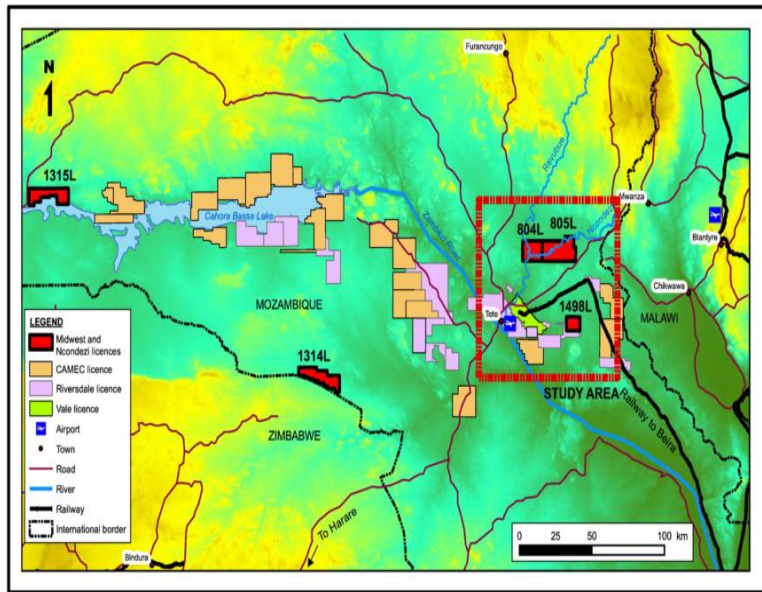 Furancungo
N
Revubue
1315L
Mwanza
Cahora Bassa Lake
Zambezi River
804L
805L
Ncondezi
Blantyre
Chikwawa
MOZAMBIQUE
1498L
Tete
MALAWI
LEGEND
Midwest and
Ncondezi licences
CAMEC licence
Riversdale licence
Vale licence
Airport
Town
Road
River
Railway
International border
1314L
STUDY AREA
Railway to Beira
ZIMBABWE
To Harare
Bindura
0 25 50 100 km